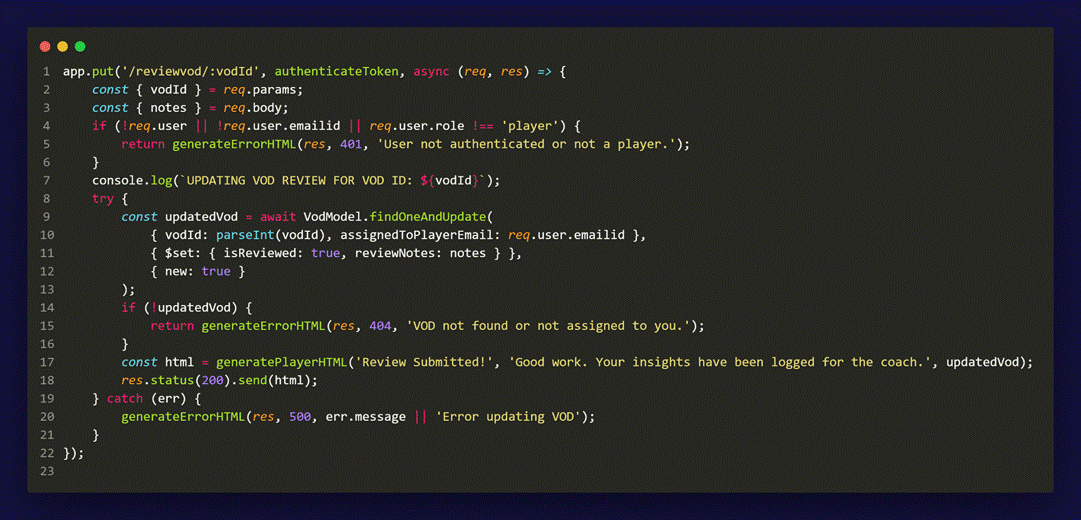 1 app.put('/reviewvod/:vodId', authenticateToken, async (req, res) => {
2     const { vodId } = req.params;
3     const { notes } = req.body;
4     if (!req.user || !req.user.emailid || req.user.role !== 'player') {
5         return generateErrorHTML(res, 401, 'User not authenticated or not a player.');
6     }
7     console.log(`UPDATING VOD REVIEW FOR VOD ID: ${vodId}`);
8     try {
9         const updatedVod = await VodModel.findOneAndUpdate(
10             { vodId: parseInt(vodId), assignedToPlayerEmail: req.user.emailid },
11             { $set: { isReviewed: true, reviewNotes: notes } },
12             { new: true }
13         );
14         if (!updatedVod) {
15             return generateErrorHTML(res, 404, 'VOD not found or not assigned to you.');
16         }
17         const html = generatePlayerHTML('Review Submitted!', 'Good work. Your insights have been logged for the coach.', updatedVod);
18         res.status(200).send(html);
19     } catch (err) {
20         generateErrorHTML(res, 500, err.message || 'Error updating VOD');
21     }
22 });
23